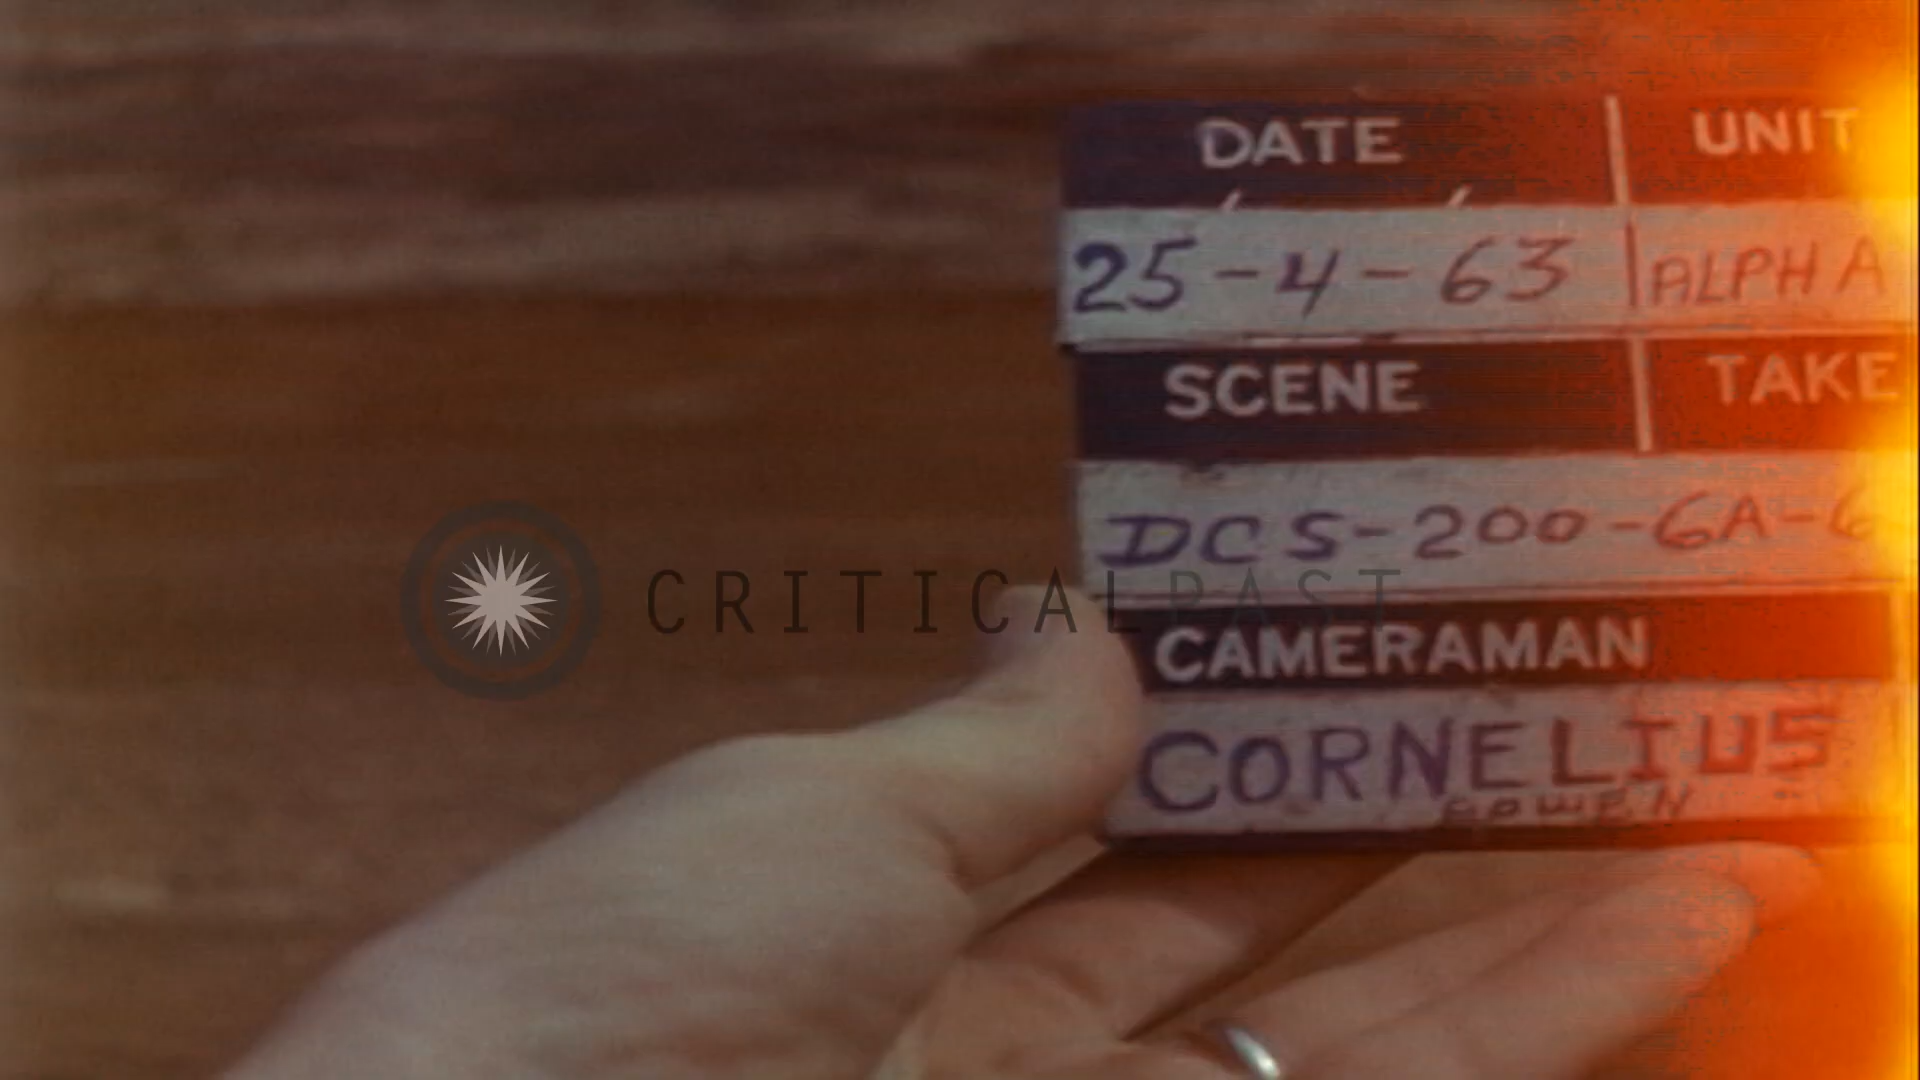 DATE UNIT
25-4-63 ALPHA
SCENE TAKE
DCS-200-6A-6
CRITICALPAST
CAMERAMAN
CORNELIUS